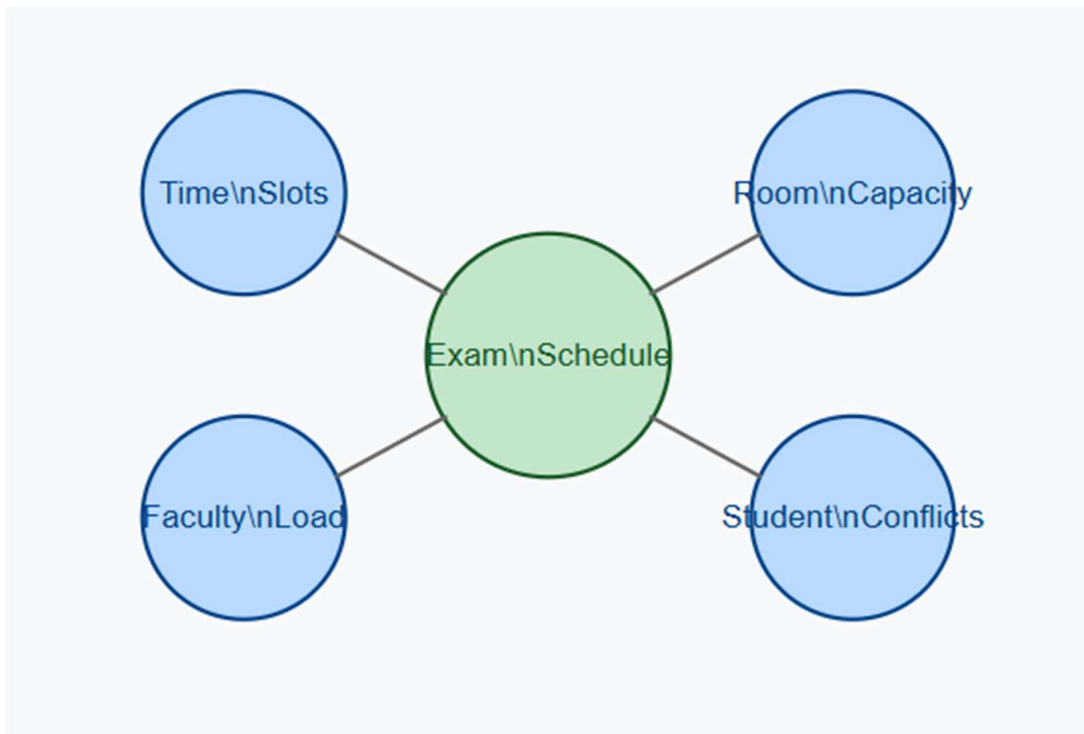 Time\nSlots
Room\nCapacity
Exam\nSchedule
Faculty\nLoad
Student\nConflicts